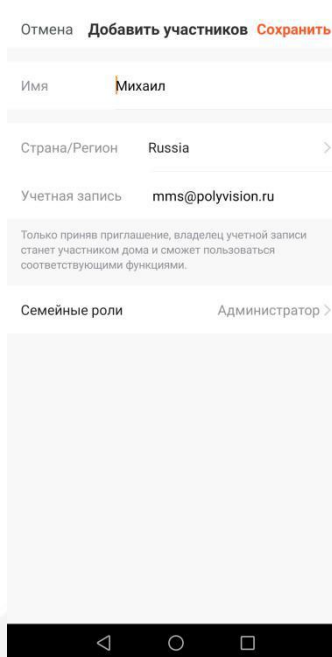 Отмена Добавить участников Сохранить
Имя Михаил
Страна/Регион Russia
Учетная запись mms@polyvision.ru
Только приняв приглашение, владелец учетной записи
станет участником дома и сможет пользоваться
соответствующими функциями.
Семейные роли Администратор